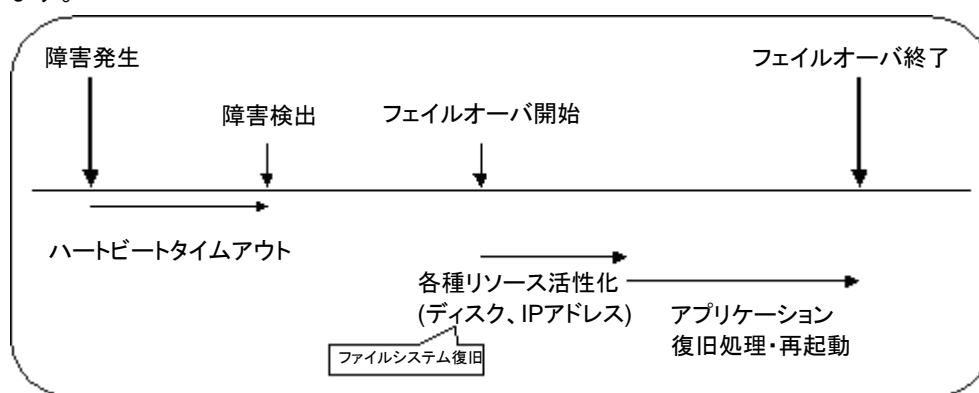 ます。
障害発生
フェイルオーバ終了
障害検出
フェイルオーバ開始
ハートビートタイムアウト
各種リソース活性化
(ディスク、IPアドレス)
アプリケーション
復旧処理・再起動
ファイルシステム復旧